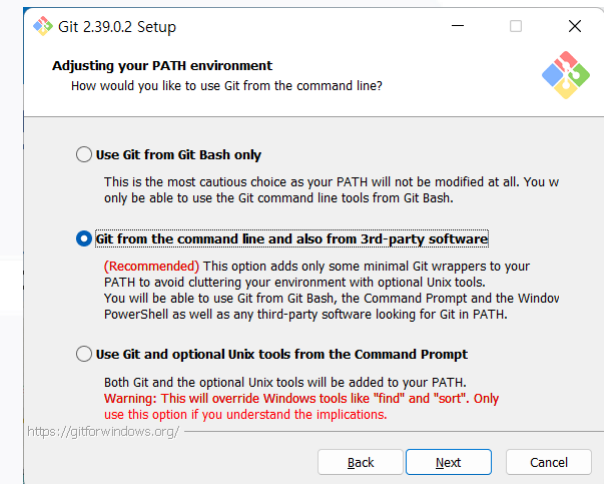 Git 2.39.0.2 Setup
Adjusting your PATH environment
How would you like to use Git from the command line?
Use Git from Git Bash only
This is the most cautious choice as your PATH will not be modified at all. You w
only be able to use the Git command line tools from Git Bash.
Git from the command line and also from 3rd-party software
(Recommended) This option adds only some minimal Git wrappers to your
PATH to avoid cluttering your environment with optional Unix tools.
You will be able to use Git from Git Bash, the Command Prompt and the Window
PowerShell as well as any third-party software looking for Git in PATH.
Use Git and optional Unix tools from the Command Prompt
Both Git and the optional Unix tools will be added to your PATH.
Warning: This will override Windows tools like "find" and "sort". Only
use this option if you understand the implications.
https://gitforwindows.org/
Back Next Cancel